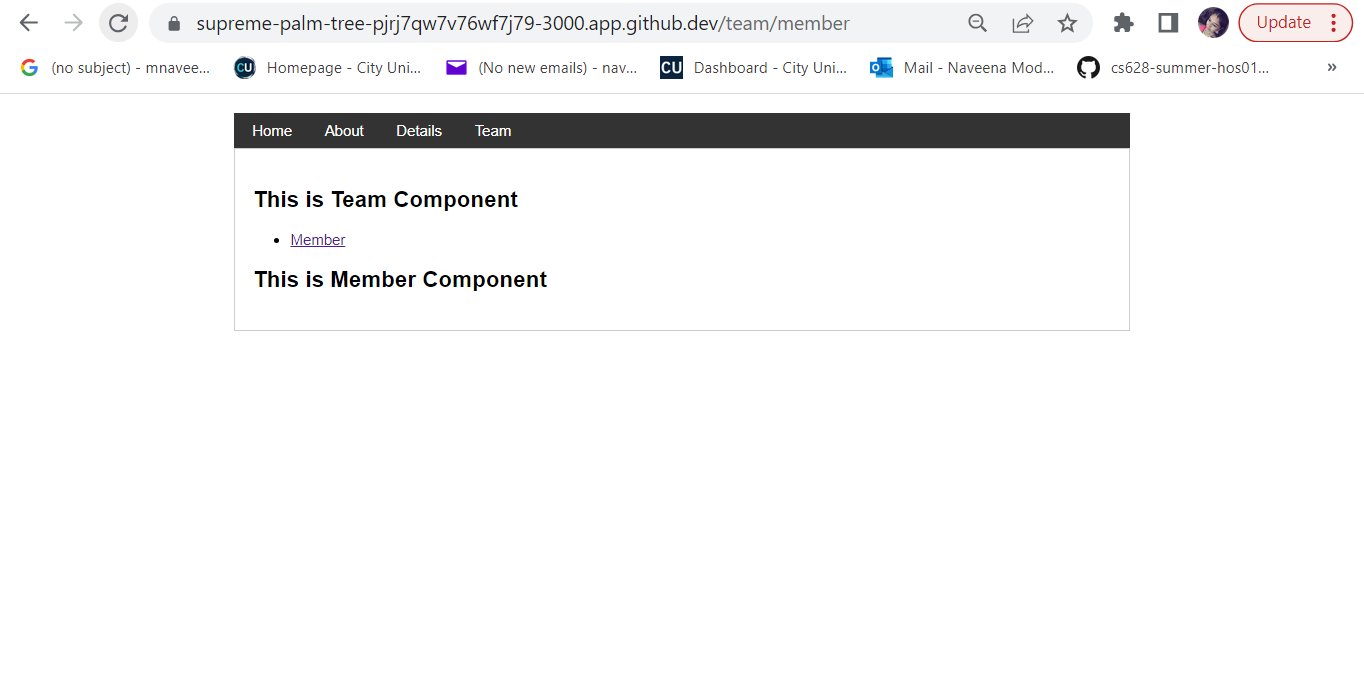 supreme-palm-tree-pjrj7qw7v76wf7j79-3000.app.github.dev/team/member
Update
(no subject) - mnavee...
CU
Homepage - City Uni...
(No new emails) - nav...
CU
Dashboard - City Uni...
Mail - Naveena Mod...
cs628-summer-hos01...
»
Home About Details Team
This is Team Component
Member
This is Member Component